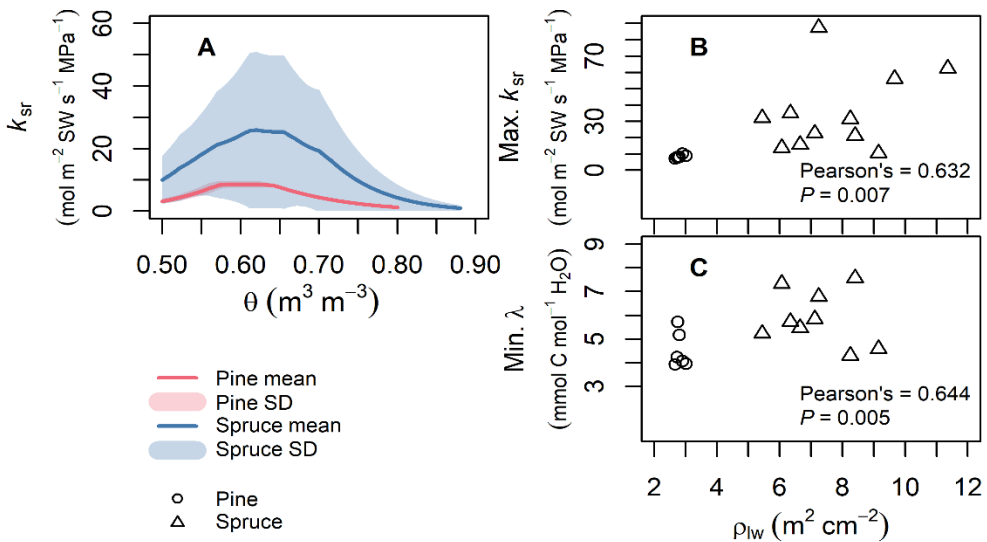 A
60
40
20
0
k_sr
(mol m⁻² SW s⁻¹ MPa⁻¹)
0.50 0.60 0.70 0.80 0.90
θ (m³ m⁻³)
Pine mean
Pine SD
Spruce mean
Spruce SD
Pine
Spruce
B
70
30
0
Max. k_sr
(mol m⁻² SW s⁻¹ MPa⁻¹)
Pearson's = 0.632
P = 0.007
C
9
7
5
3
Min. λ
(mmol C mol⁻¹ H₂O)
Pearson's = 0.644
P = 0.005
2 4 6 8 10 12
ρ_lw (m² cm⁻²)